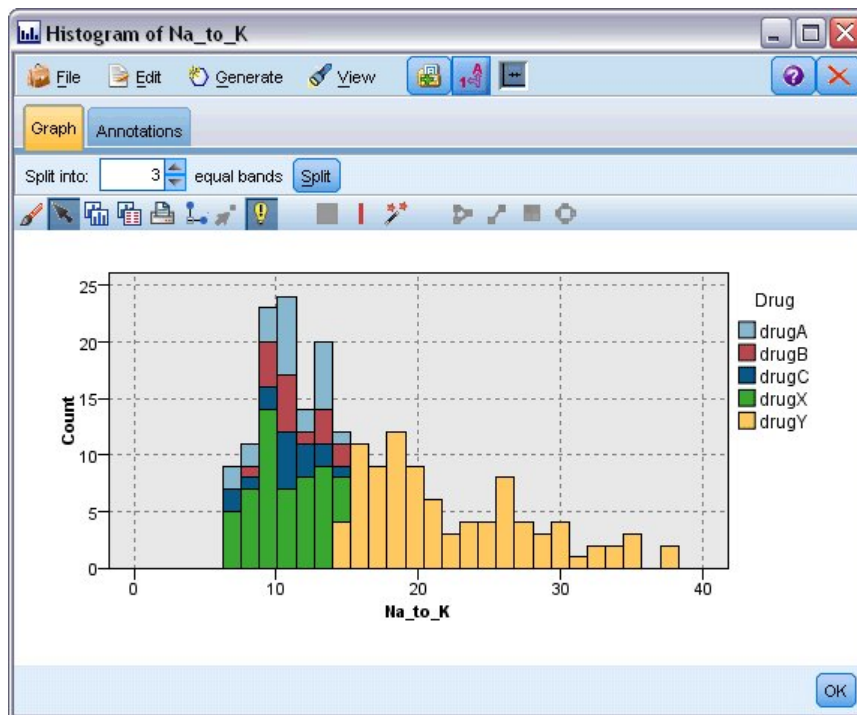 Histogram of Na_to_K
File Edit Generate View
Graph Annotations
Split into: 3 equal bands Split
25
20
15
10
5
0
Count
0 10 20 30 40
Na_to_K
Drug
drugA
drugB
drugC
drugX
drugY
OK